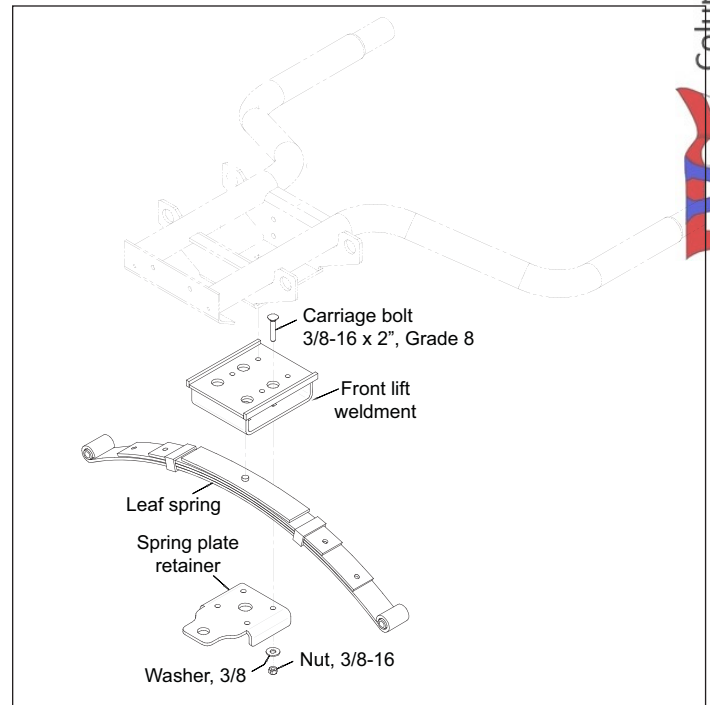 Carriage bolt
3/8-16 x 2”, Grade 8
Front lift
weldment
Leaf spring
Spring plate
retainer
Washer, 3/8
Nut, 3/8-16